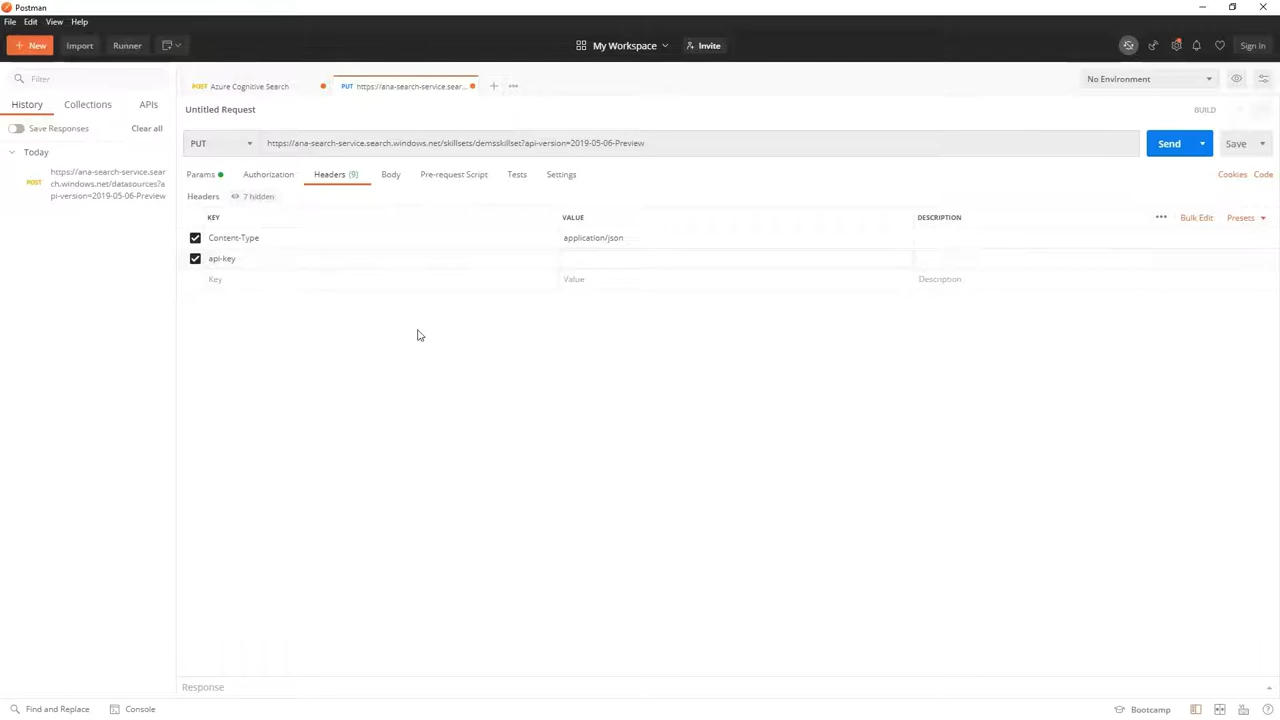 Postman
File Edit View Help
New Import Runner My Workspace Invite Sign In
Filter
History Collections APIs
Save Responses Clear all
Today
POST https://ana-search-service.sear
ch.windows.net/datasources?a
pi-version=2019-05-06-Preview
POST Azure Cognitive Search PUT https://ana-search-service.sear... No Environment
Untitled Request BUILD
PUT https://ana-search-service.search.windows.net/skillsets/demsskillset?api-version=2019-05-06-Preview Send Save
Params Authorization Headers (9) Body Pre-request Script Tests Settings Cookies Code
Headers 7 hidden
KEY VALUE DESCRIPTION Bulk Edit Presets
Content-Type application/json
api-key
Key Value Description
Response
Find and Replace Console Bootcamp